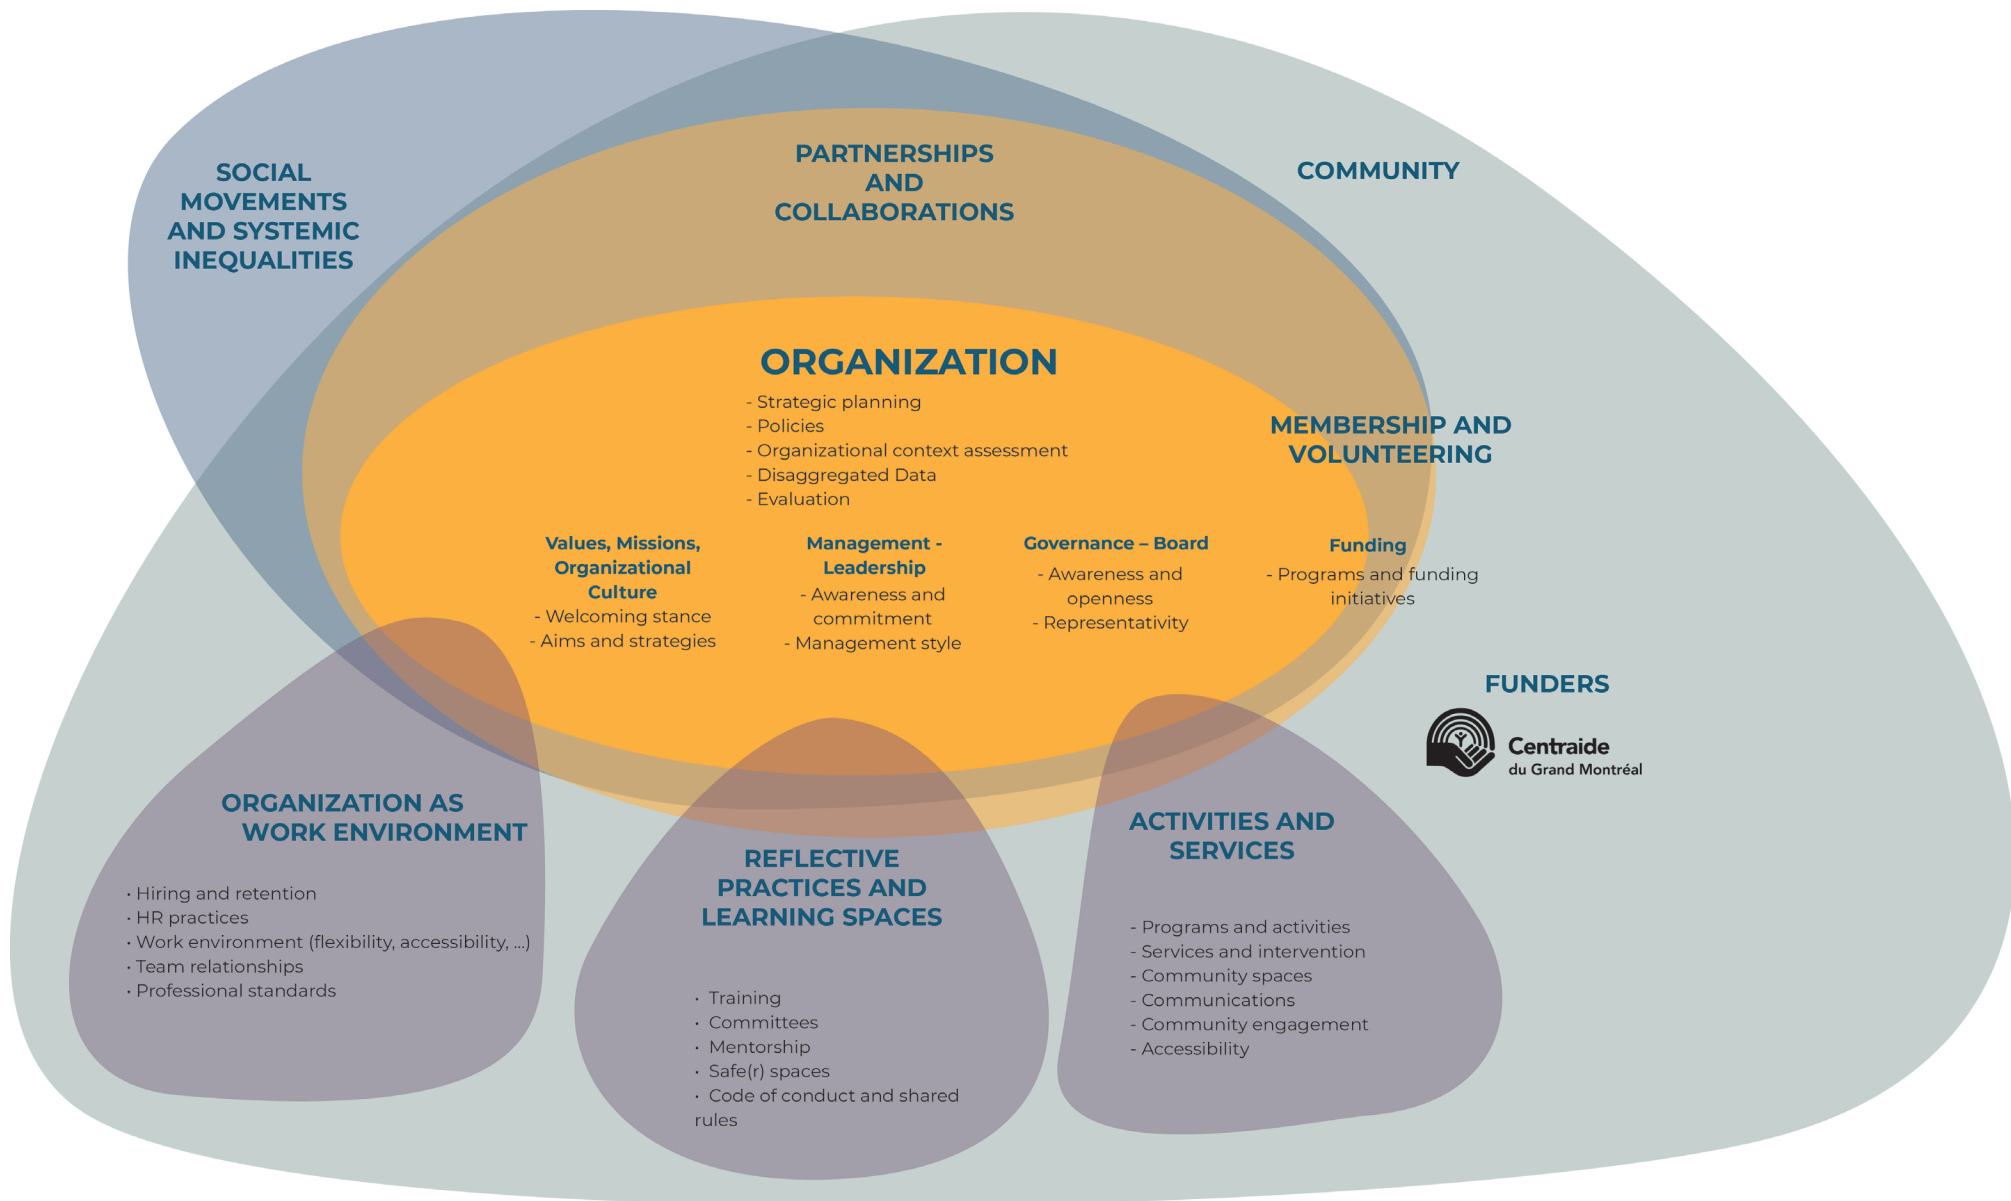 SOCIAL
MOVEMENTS
AND SYSTEMIC
INEQUALITIES
PARTNERSHIPS
AND
COLLABORATIONS
COMMUNITY
ORGANIZATION
- Strategic planning
- Policies
- Organizational context assessment
- Disaggregated Data
- Evaluation
MEMBERSHIP AND
VOLUNTEERING
Values, Missions,
Organizational
Culture
- Welcoming stance
- Aims and strategies
Management -
Leadership
- Awareness and
commitment
- Management style
Governance – Board
- Awareness and
openness
- Representativity
Funding
- Programs and funding
initiatives
FUNDERS
Centraide
du Grand Montréal
ORGANIZATION AS
WORK ENVIRONMENT
· Hiring and retention
· HR practices
· Work environment (flexibility, accessibility, ...)
· Team relationships
· Professional standards
REFLECTIVE
PRACTICES AND
LEARNING SPACES
· Training
· Committees
· Mentorship
· Safe(r) spaces
· Code of conduct and shared
rules
ACTIVITIES AND
SERVICES
- Programs and activities
- Services and intervention
- Community spaces
- Communications
- Community engagement
- Accessibility